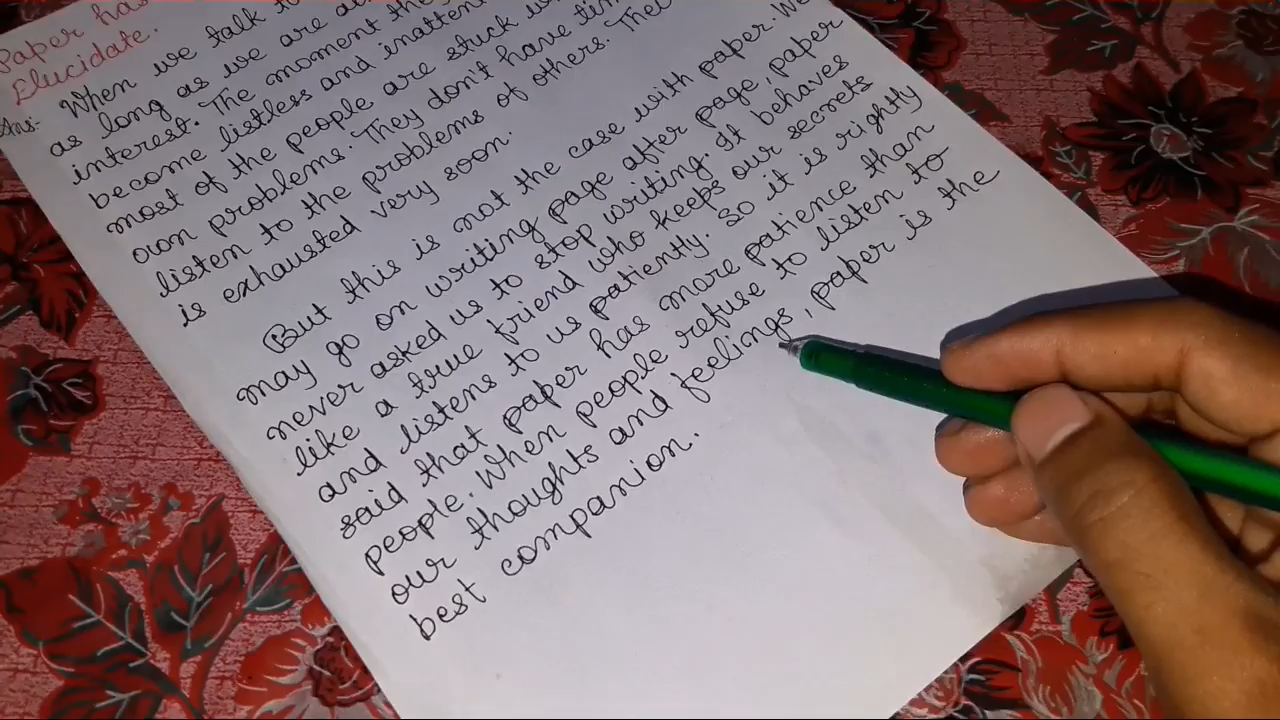 Paper has
Elucidate.
Ans:- When we talk to
as long as we are
interest. The moment
become listless and
most of the people are stuck
own problems. They don't have
listen to the problems of others.
is exhausted very soon.
But this is not the case with paper. We
may go on writing page after page, paper
never asked us to stop writing. It behaves
like a true friend who keeps our secrets
and listens to us patiently. So it is rightly
said that paper has more patience than
people. When people refuse to listen to
our thoughts and feelings, paper is the
best companion.